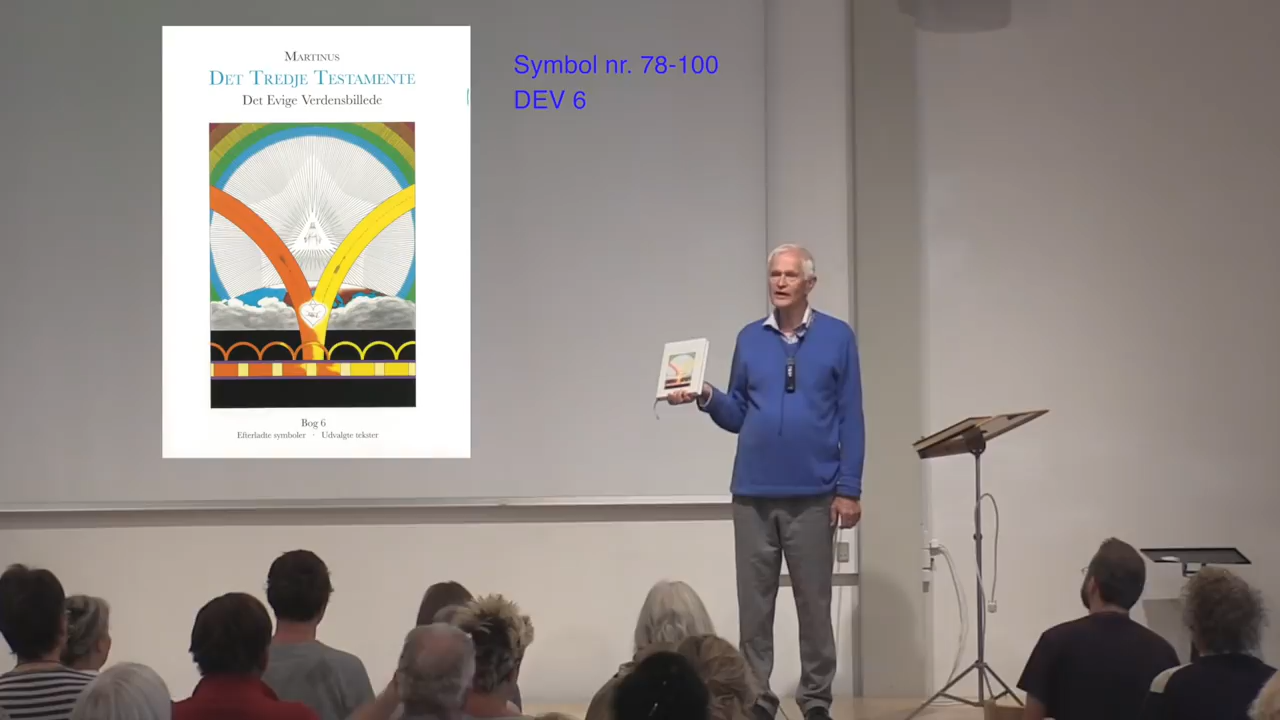 MARTINUS
DET TREDJE TESTAMENTE
Det Evige Verdensbillede
Bog 6
Efterladte symboler · Udvalgte tekster
Symbol nr. 78-100
DEV 6